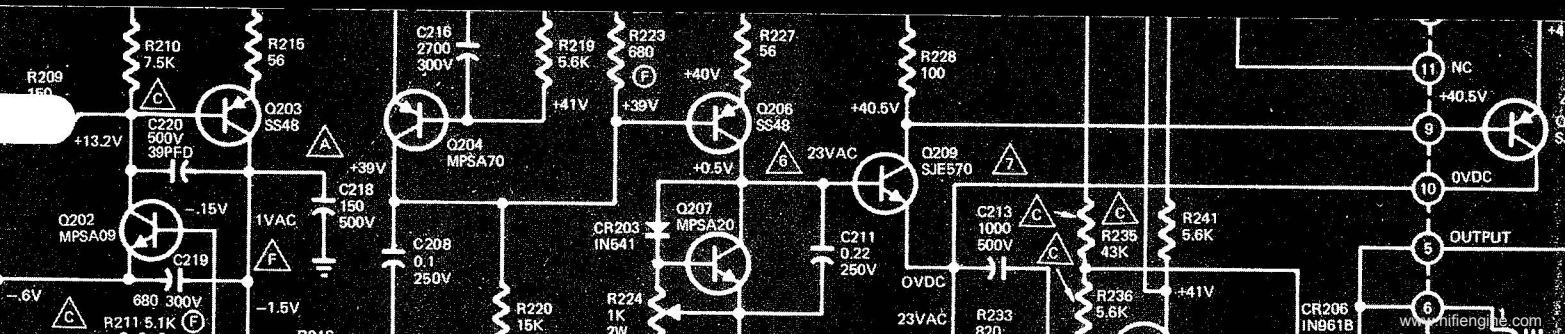 R209
R210
7.5K
C
R215
56
Q203
SS48
C220
500V
39PFD
+13.2V
A
Q202
MPSA09
-.15V
1VAC
C218
150
500V
C219
680 300V
F
-.6V
C
R211 5.1K F
-1.5V
C216
2700
300V
R219
5.6K
+41V
R223
680
F
+39V
Q204
MPSA70
+39V
C208
0.1
250V
R220
15K
R227
56
+40V
Q206
SS48
+0.5V
6
23VAC
CR203
IN541
Q207
MPSA20
R224
1K
2W
C211
0.22
250V
R228
100
+40.5V
Q209
SJE570
7
0VDC
23VAC
C213
1000
500V
C
C
R235
43K
C
R236
5.6K
R233
820
R241
5.6K
+41V
11 NC
+40.5V
9
10 0VDC
5 OUTPUT
6
CR206
IN961B
1
www.hifiengine.com